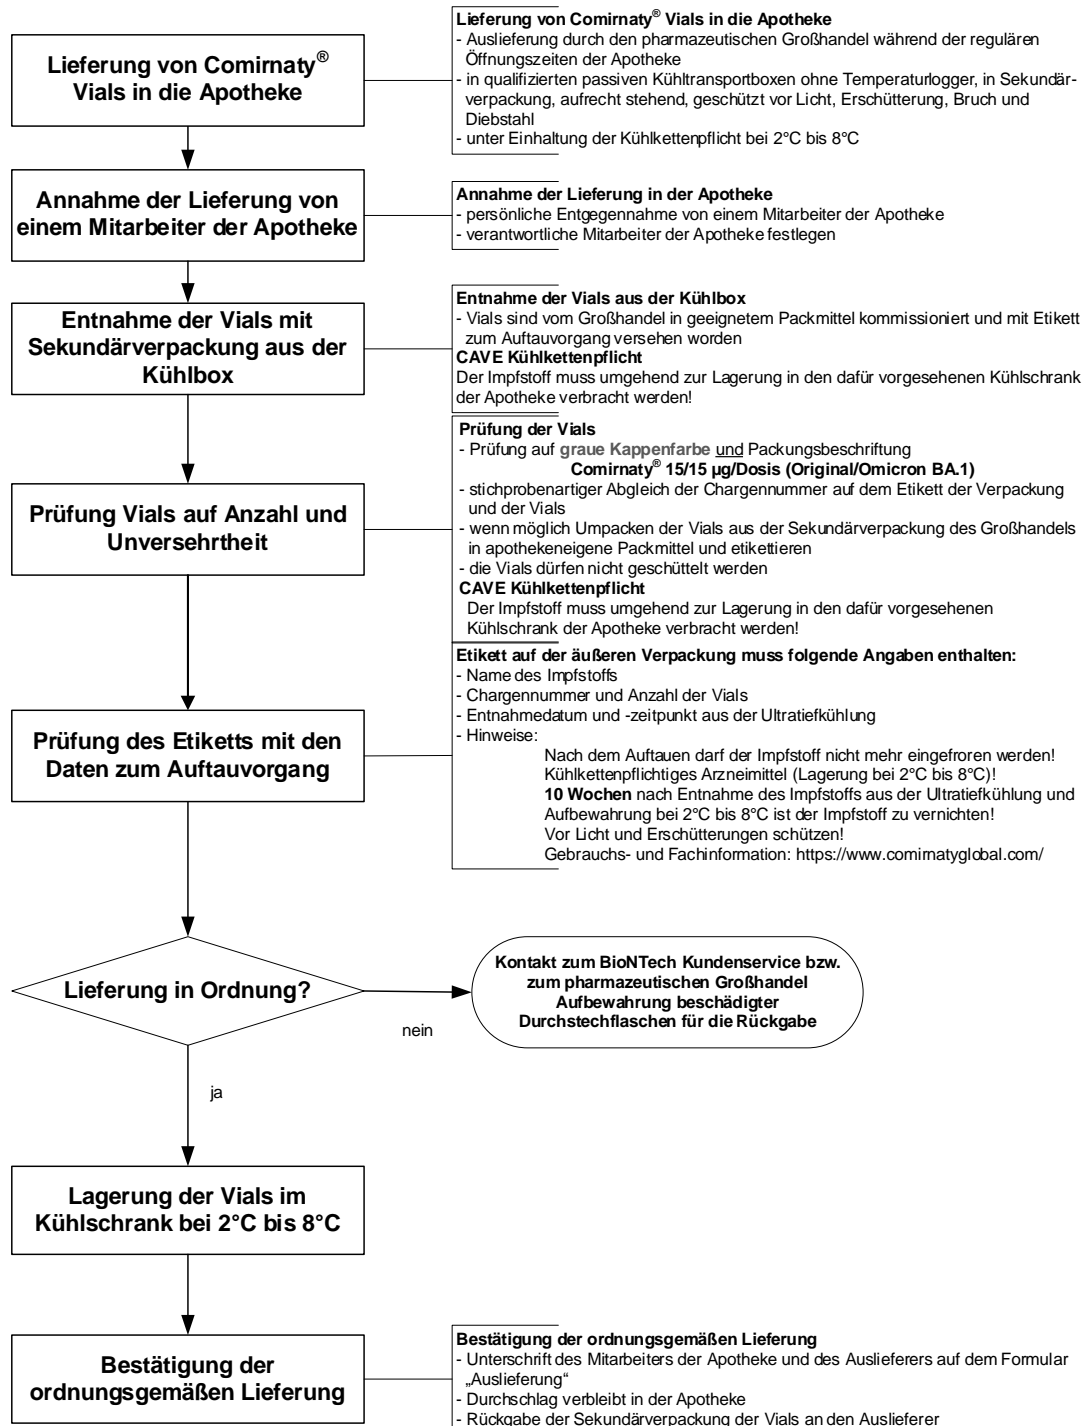 Lieferung von Comirnaty®
Vials in die Apotheke
Lieferung von Comirnaty® Vials in die Apotheke
- Auslieferung durch den pharmazeutischen Großhandel während der regulären
Öffnungszeiten der Apotheke
- in qualifizierten passiven Kühltransportboxen ohne Temperaturlogger, in Sekundär-
verpackung, aufrecht stehend, geschützt vor Licht, Erschütterung, Bruch und
Diebstahl
- unter Einhaltung der Kühlkettenpflicht bei 2°C bis 8°C
Annahme der Lieferung von
einem Mitarbeiter der Apotheke
Annahme der Lieferung in der Apotheke
- persönliche Entgegennahme von einem Mitarbeiter der Apotheke
- verantwortliche Mitarbeiter der Apotheke festlegen
Entnahme der Vials mit
Sekundärverpackung aus der
Kühlbox
Entnahme der Vials aus der Kühlbox
- Vials sind vom Großhandel in geeignetem Packmittel kommissioniert und mit Etikett
zum Auftauvorgang versehen worden
CAVE Kühlkettenpflicht
Der Impfstoff muss umgehend zur Lagerung in den dafür vorgesehenen Kühlschrank
der Apotheke verbracht werden!
Prüfung Vials auf Anzahl und
Unversehrtheit
Prüfung der Vials
- Prüfung auf graue Kappenfarbe und Packungsbeschriftung
Comirnaty® 15/15 µg/Dosis (Original/Omicron BA.1)
- stichprobenartiger Abgleich der Chargennummer auf dem Etikett der Verpackung
und der Vials
- wenn möglich Umpacken der Vials aus der Sekundärverpackung des Großhandels
in apothekeneigene Packmittel und etikettieren
- die Vials dürfen nicht geschüttelt werden
CAVE Kühlkettenpflicht
Der Impfstoff muss umgehend zur Lagerung in den dafür vorgesehenen
Kühlschrank der Apotheke verbracht werden!
Prüfung des Etiketts mit den
Daten zum Auftauvorgang
Etikett auf der äußeren Verpackung muss folgende Angaben enthalten:
- Name des Impfstoffs
- Chargennummer und Anzahl der Vials
- Entnahmedatum und -zeitpunkt aus der Ultratiefkühlung
- Hinweise:
Nach dem Auftauen darf der Impfstoff nicht mehr eingefroren werden!
Kühlkettenpflichtiges Arzneimittel (Lagerung bei 2°C bis 8°C)!
10 Wochen nach Entnahme des Impfstoffs aus der Ultratiefkühlung und
Aufbewahrung bei 2°C bis 8°C ist der Impfstoff zu vernichten!
Vor Licht und Erschütterungen schützen!
Gebrauchs- und Fachinformation: https://www.comirnatyglobal.com/
Lieferung in Ordnung?
nein
Kontakt zum BioNTech Kundenservice bzw.
zum pharmazeutischen Großhandel
Aufbewahrung beschädigter
Durchstechflaschen für die Rückgabe
ja
Lagerung der Vials im
Kühlschrank bei 2°C bis 8°C
Bestätigung der
ordnungsgemäßen Lieferung
Bestätigung der ordnungsgemäßen Lieferung
- Unterschrift des Mitarbeiters der Apotheke und des Auslieferers auf dem Formular
„Auslieferung“
- Durchschlag verbleibt in der Apotheke
- Rückgabe der Sekundärverpackung der Vials an den Auslieferer